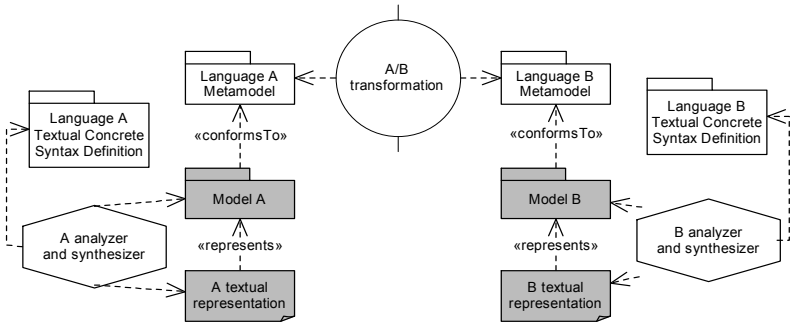 A/B
transformation
Language A
Metamodel
Language B
Metamodel
Language A
Textual Concrete
Syntax Definition
Language B
Textual Concrete
Syntax Definition
«conformsTo»
«conformsTo»
Model A
Model B
A analyzer
and synthesizer
B analyzer
and synthesizer
«represents»
«represents»
A textual
representation
B textual
representation